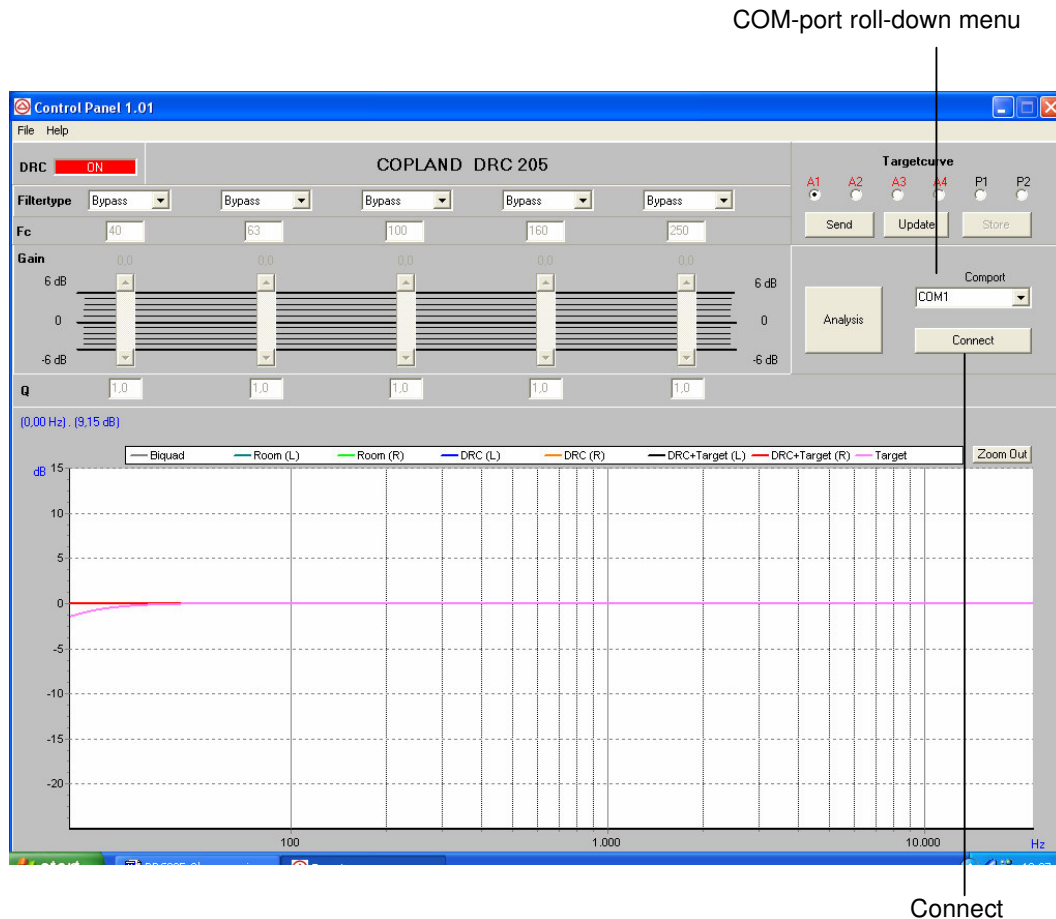 COM-port roll-down menu
Control Panel 1.01
File Help
DRC ON COPLAND DRC 205 Targetcurve
A1 A2 A3 A4 P1 P2
Filtertype Bypass Bypass Bypass Bypass Bypass
Send Update Store
Fc 40 63 100 160 250
Gain 0,0 0,0 0,0 0,0 0,0
6 dB 6 dB
Comport
COM1
0 0
Analysis
Connect
-6 dB -6 dB
Q 1,0 1,0 1,0 1,0 1,0
(0,00 Hz) . (9,15 dB)
Biquad Room (L) Room (R) DRC (L) DRC (R) DRC+Target (L) DRC+Target (R) Target Zoom Out
dB 15
10
5
0
-5
-10
-15
-20
100 1.000 10.000 Hz
start
Connect